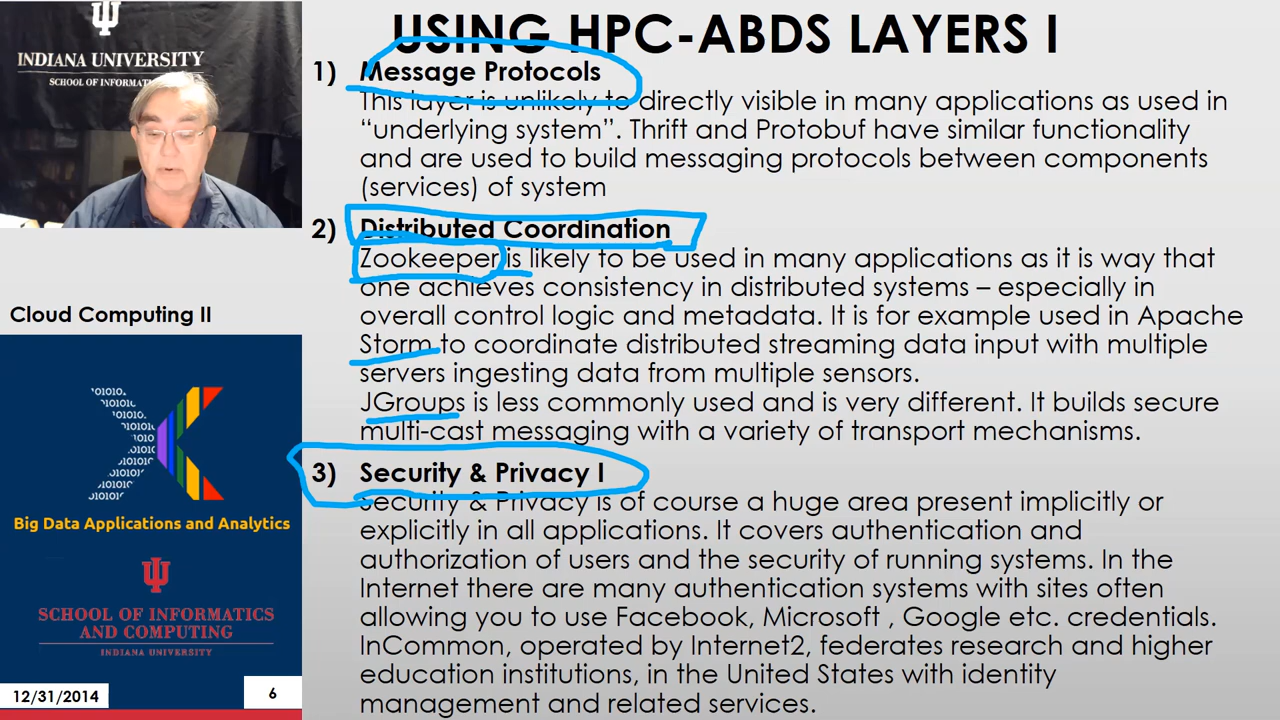 INDIANA UNIVERSITY
SCHOOL OF INFORMAT
USING HPC-ABDS LAYERS I
1) Message Protocols
This layer is unlikely to directly visible in many applications as used in
“underlying system”. Thrift and Protobuf have similar functionality
and are used to build messaging protocols between components
(services) of system
2) Distributed Coordination
Zookeeper is likely to be used in many applications as it is way that
one achieves consistency in distributed systems – especially in
overall control logic and metadata. It is for example used in Apache
Storm to coordinate distributed streaming data input with multiple
servers ingesting data from multiple sensors.
JGroups is less commonly used and is very different. It builds secure
multi-cast messaging with a variety of transport mechanisms.
3) Security & Privacy I
Security & Privacy is of course a huge area present implicitly or
explicitly in all applications. It covers authentication and
authorization of users and the security of running systems. In the
Internet there are many authentication systems with sites often
allowing you to use Facebook, Microsoft , Google etc. credentials.
InCommon, operated by Internet2, federates research and higher
education institutions, in the United States with identity
management and related services.
Cloud Computing II
Big Data Applications and Analytics
SCHOOL OF INFORMATICS
AND COMPUTING
INDIANA UNIVERSITY
12/31/2014
6